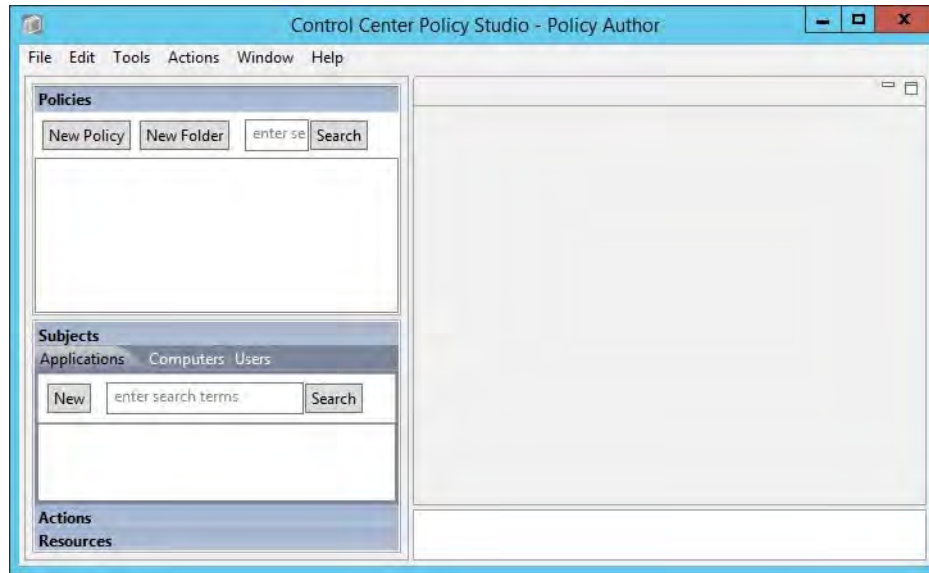 Control Center Policy Studio - Policy Author
File Edit Tools Actions Window Help
Policies
New Policy New Folder enter se Search
Subjects
Applications Computers Users
New enter search terms Search
Actions
Resources